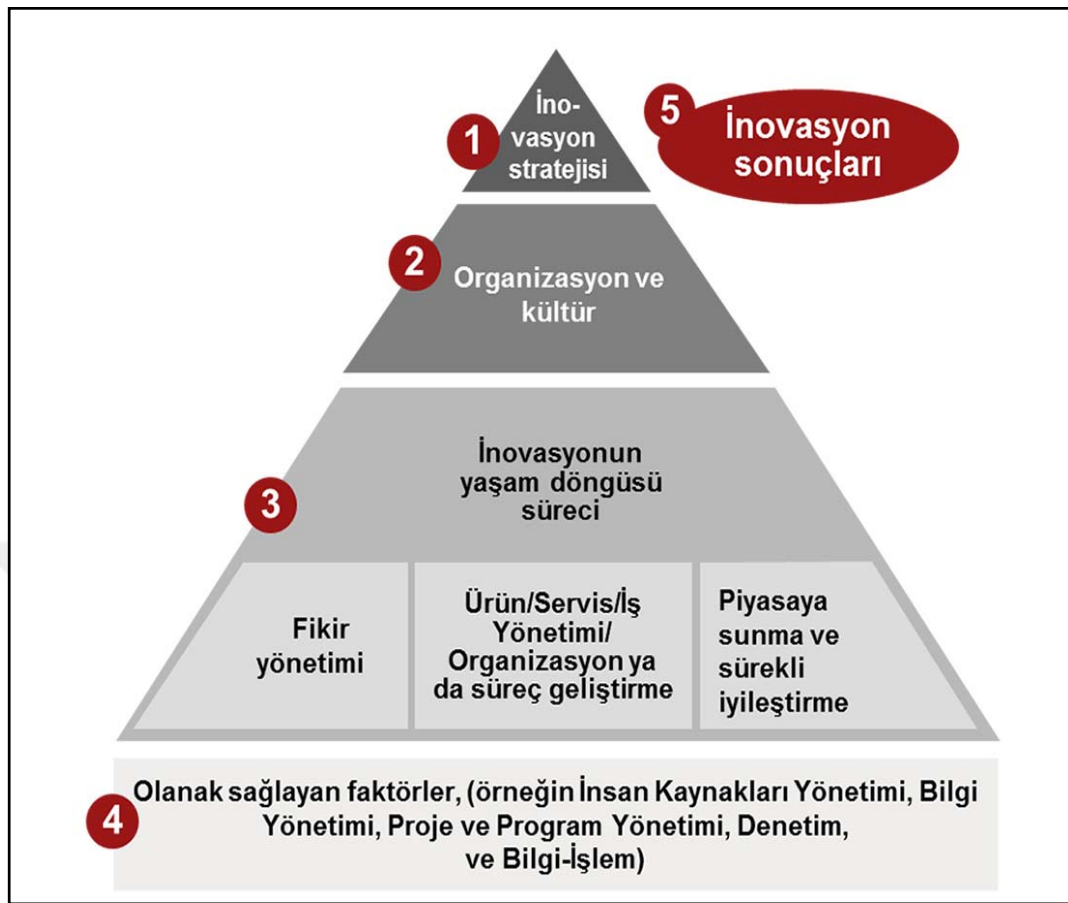 1
İno-
vasyon
stratejisi
5
İnovasyon
sonuçları
2
Organizasyon ve
kültür
3
İnovasyonun
yaşam döngüsü
süreci
Fikir
yönetimi
Ürün/Servis/İş
Yönetimi/
Organizasyon ya
da süreç geliştirme
Piyasaya
sunma ve
sürekli
iyileştirme
4
Olanak sağlayan faktörler, (örneğin İnsan Kaynakları Yönetimi, Bilgi
Yönetimi, Proje ve Program Yönetimi, Denetim,
ve Bilgi-İşlem)